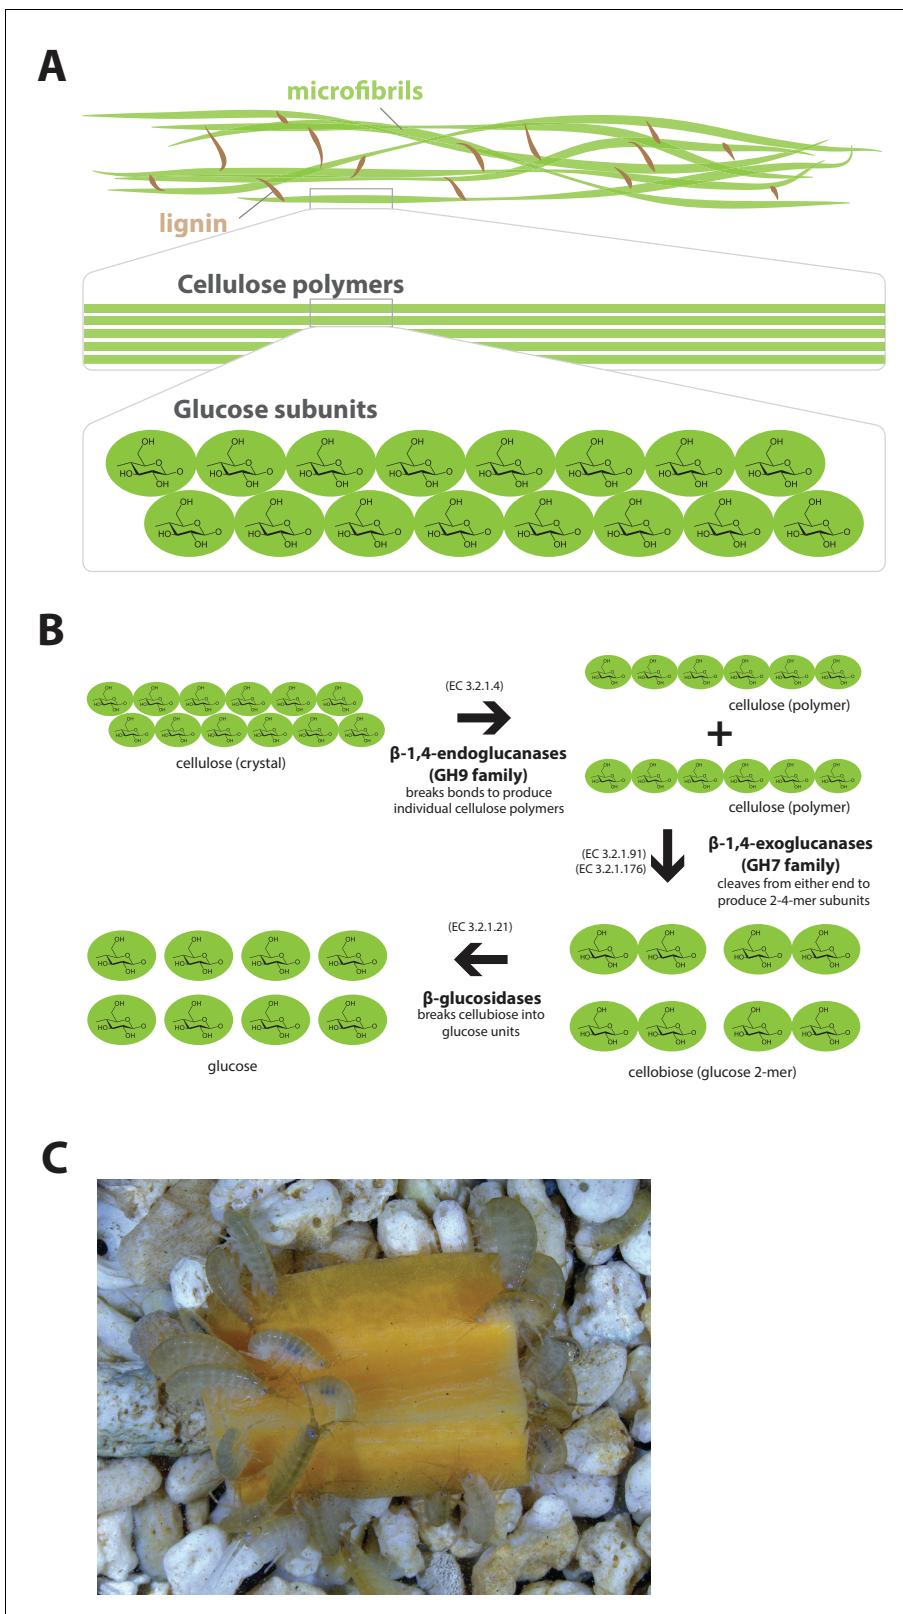 A
microfibrils
lignin
Cellulose polymers
Glucose subunits
B
(EC 3.2.1.4)
β-1,4-endoglucanases
(GH9 family)
breaks bonds to produce
individual cellulose polymers
cellulose (crystal)
cellulose (polymer)
+
cellulose (polymer)
(EC 3.2.1.91)
(EC 3.2.1.176)
β-1,4-exoglucanases
(GH7 family)
cleaves from either end to
produce 2-4-mer subunits
(EC 3.2.1.21)
β-glucosidases
breaks cellubiose into
glucose units
glucose
cellobiose (glucose 2-mer)
C